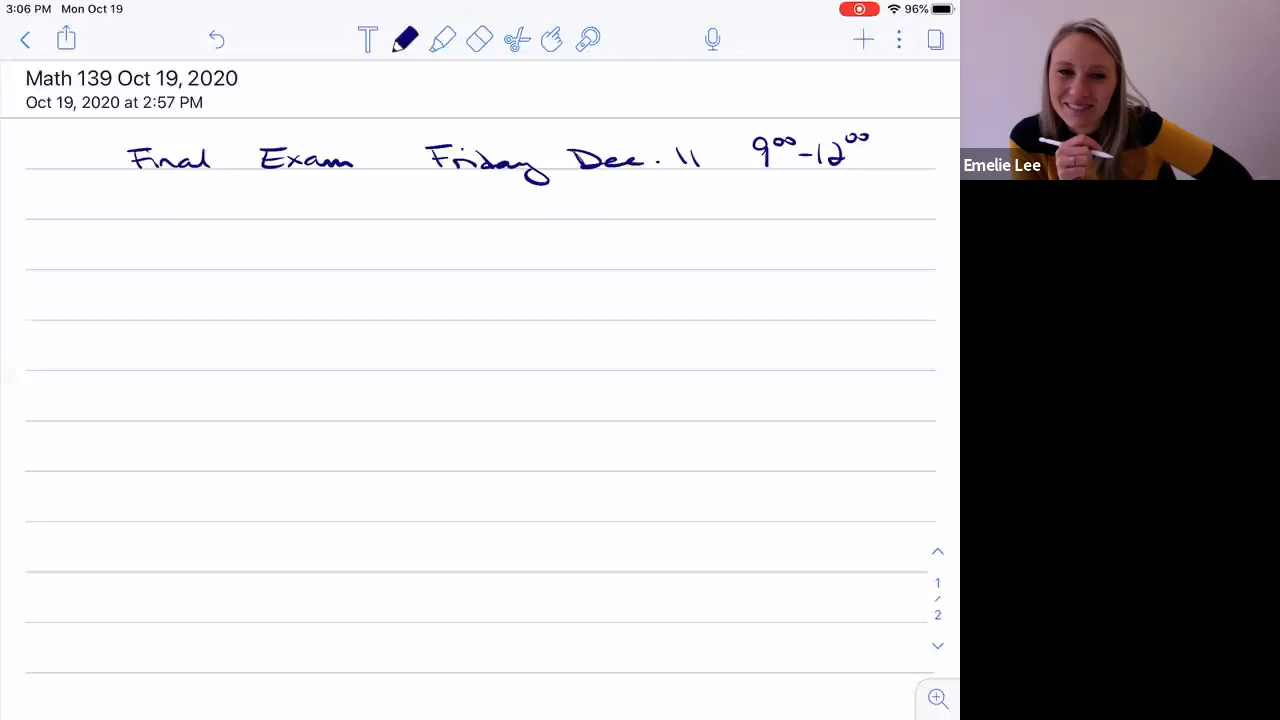 3:06 PM Mon Oct 19 96%
T
Math 139 Oct 19, 2020
Oct 19, 2020 at 2:57 PM
Final Exam Friday Dec. 11 9⁰⁰-12⁰⁰
Emelie Lee
1
/
2